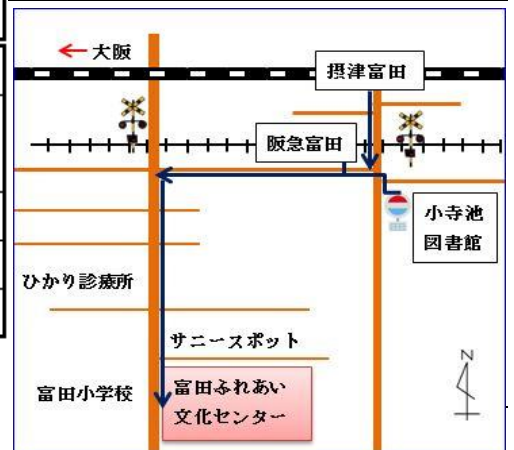 大阪
摂津富田
阪急富田
小寺池
図書館
ひかり診療所
サニースポット
N
富田小学校
富田ふれあい
文化センター